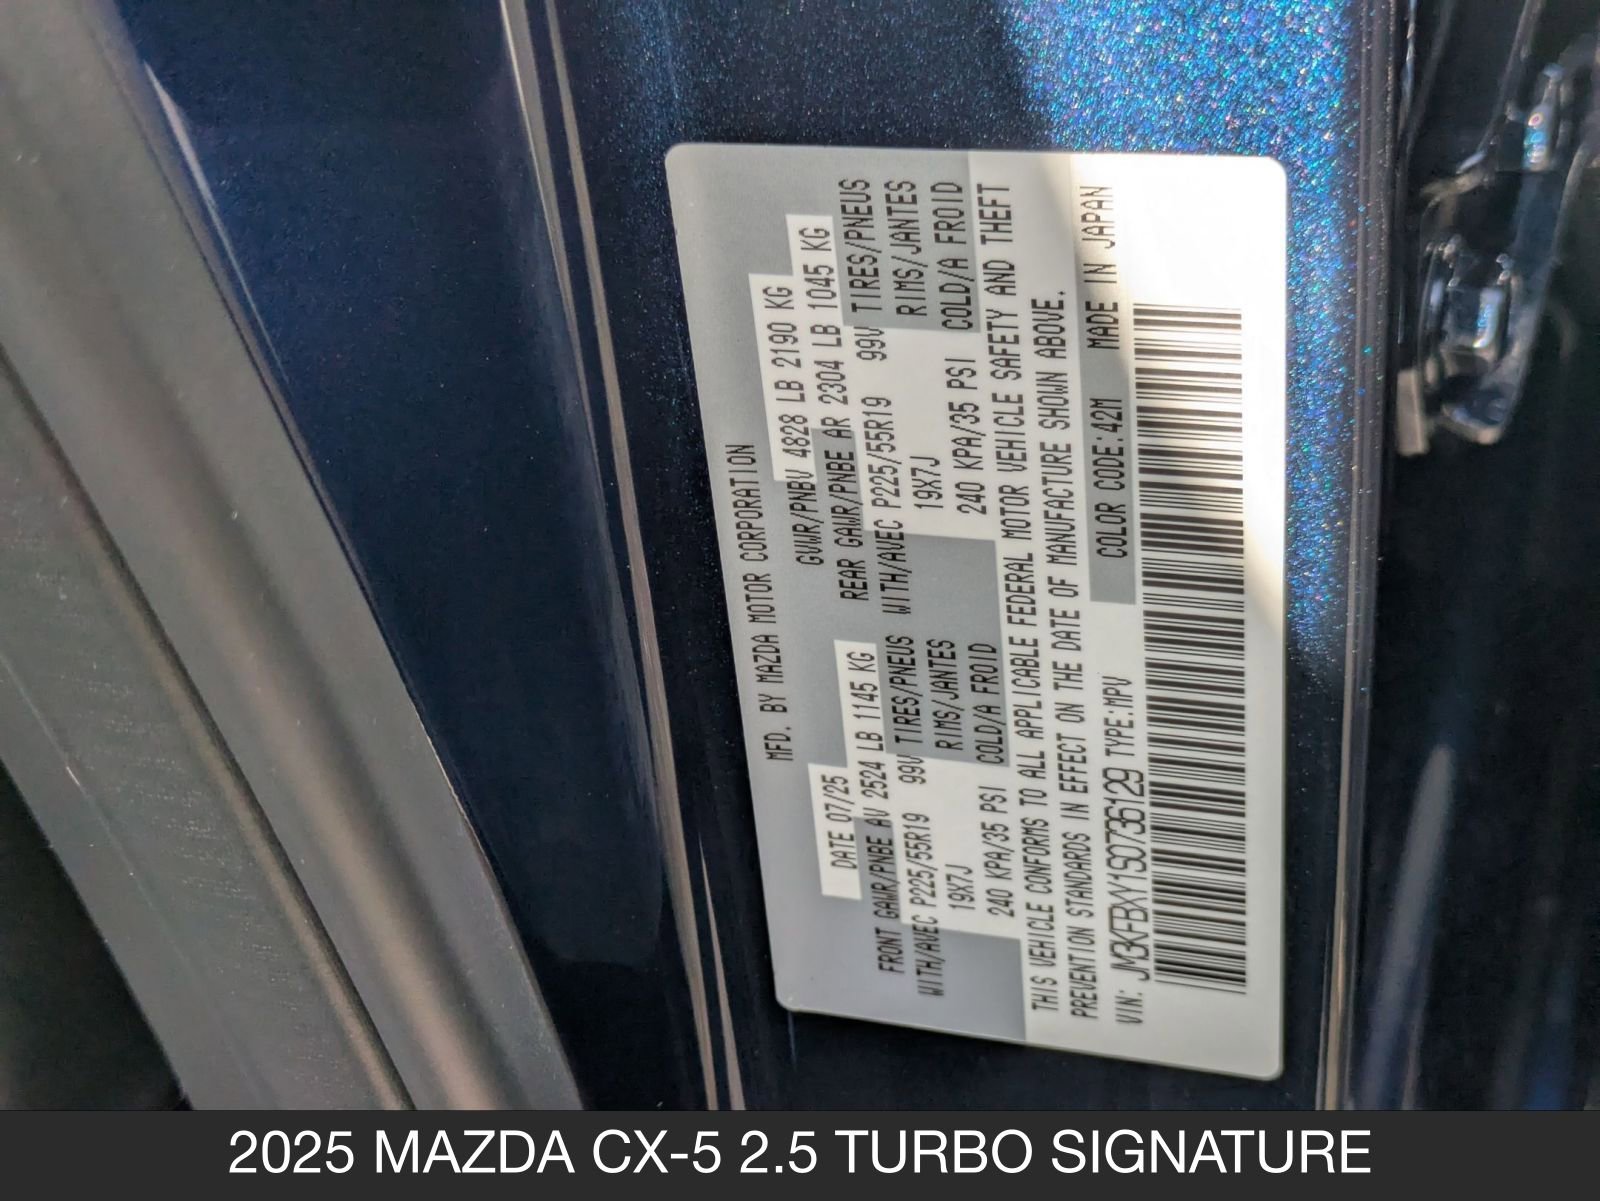 MFD. BY MAZDA MOTOR CORPORATION
DATE 07/25 GVWR/PNBV 4828 LB 2190 KG
FRONT GAWR/PNBE AV 2524 LB 1145 KG REAR GAWR/PNBE AR 2304 LB 1045 KG
WITH/AVEC P225/55R19 99V TIRES/PNEUS WITH/AVEC P225/55R19 99V TIRES/PNEUS
19X7J RIMS/JANTES 19X7J RIMS/JANTES
240 KPA/35 PSI COLD/A FROID 240 KPA/35 PSI COLD/A FROID
THIS VEHICLE CONFORMS TO ALL APPLICABLE FEDERAL MOTOR VEHICLE SAFETY AND THEFT
PREVENTION STANDARDS IN EFFECT ON THE DATE OF MANUFACTURE SHOWN ABOVE.
VIN: JM3KFBXY1S0736129 TYPE:MPV COLOR CODE:42M MADE IN JAPAN
2025 MAZDA CX-5 2.5 TURBO SIGNATURE